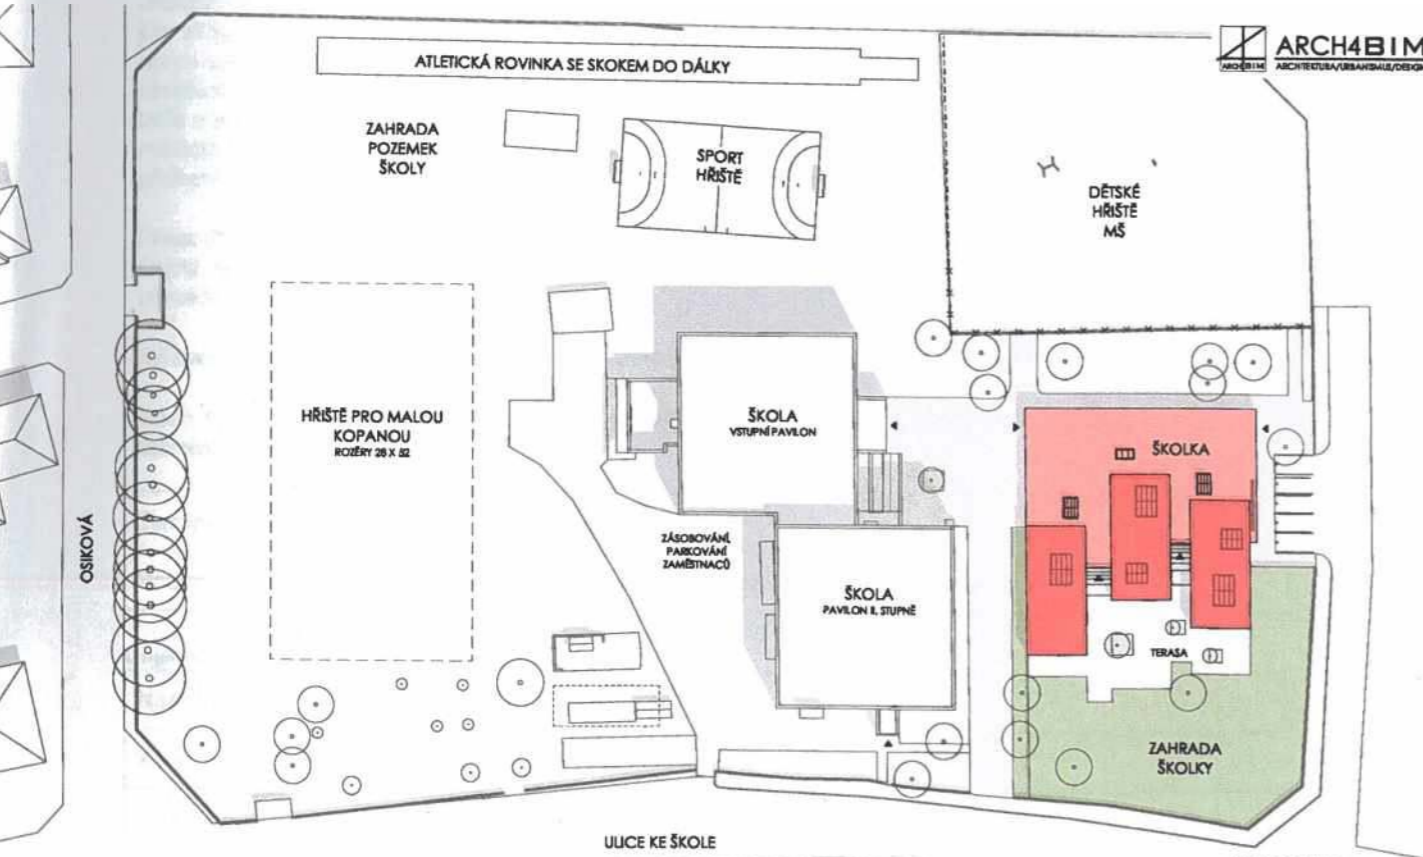 ARCH4BIM
ARCHITEKTURA/URBANISMUS/DESIGN
ATLETICKÁ ROVINKA SE SKOKEM DO DÁLKY
ZAHRADA
POZEMEK
ŠKOLY
SPORT
HŘIŠTĚ
DĚTSKÉ
HŘIŠTĚ
MŠ
HŘIŠTĚ PRO MALOU
KOPANOU
ROZĚRY 28 X 52
ŠKOLA
VSTUPNÍ PAVILON
ŠKOLKA
OSIKOVÁ
ZÁSOBOVÁNÍ,
PARKOVÁNÍ
ZAMĚSTNACŮ
ŠKOLA
PAVILON II. STUPNĚ
TERASA
ZAHRADA
ŠKOLKY
ULICE KE ŠKOLE